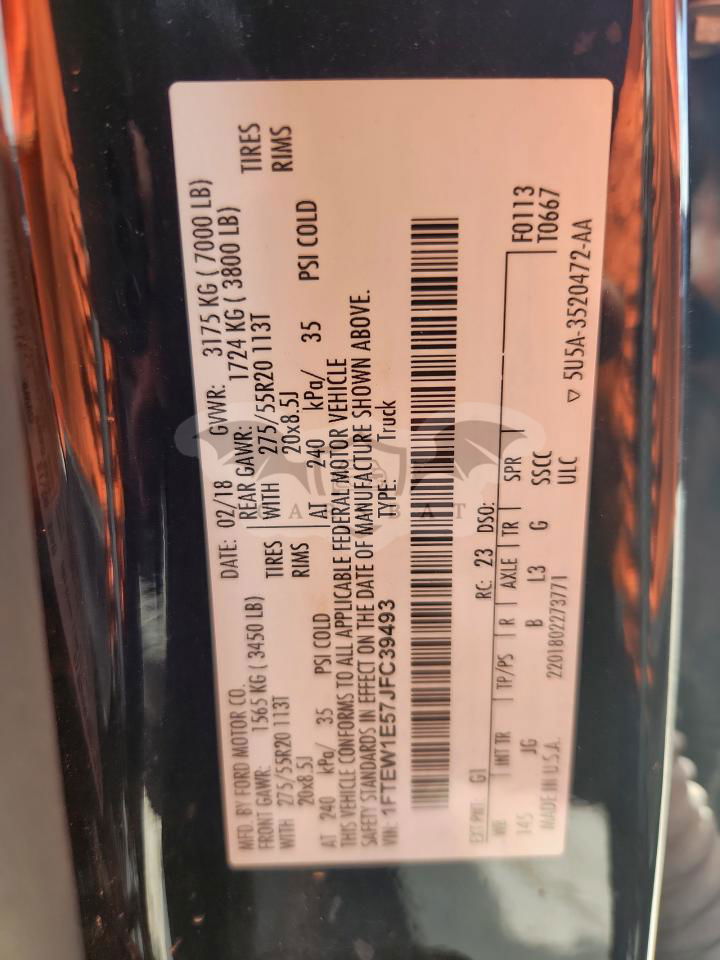 MFD. BY FORD MOTOR CO. DATE: 02/18 GVWR: 3175 KG ( 7000 LB)
FRONT GAWR: 1565 KG ( 3450 LB) REAR GAWR: 1724 KG ( 3800 LB)
WITH 275/55R20 113T TIRES WITH 275/55R20 113T TIRES
20x8.5J RIMS 20x8.5J RIMS
AT 240 kPa/ 35 PSI COLD AT 240 kPa/ 35 PSI COLD
THIS VEHICLE CONFORMS TO ALL APPLICABLE FEDERAL MOTOR VEHICLE
SAFETY STANDARDS IN EFFECT ON THE DATE OF MANUFACTURE SHOWN ABOVE.
VIN: 1FTEW1E57JFC39493 TYPE: Truck
EXT PNT: G1 RC: 23 DSO:
WB INT TR TP/PS R AXLE TR SPR F0113
145 JG B L3 G SSCC T0667
MADE IN U.S.A. 2201802273771 ULC
▽ 5U5A-3520472-AA